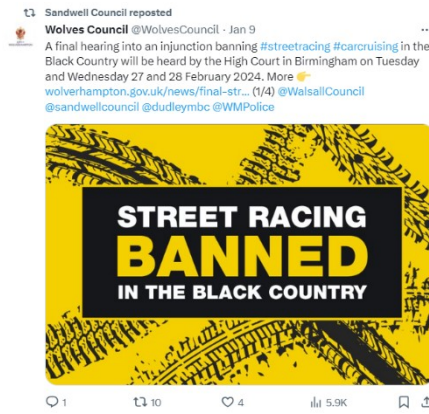 Sandwell Council reposted
Wolves Council @WolvesCouncil · Jan 9
A final hearing into an injunction banning #streetracing #carcruising in the
Black Country will be heard by the High Court in Birmingham on Tuesday
and Wednesday 27 and 28 February 2024. More 👉
wolverhampton.gov.uk/news/final-str... (1/4) @WalsallCouncil
@sandwellcouncil @dudleymbc @WMPolice
STREET RACING
BANNED
IN THE BLACK COUNTRY
1 10 4 5.9K